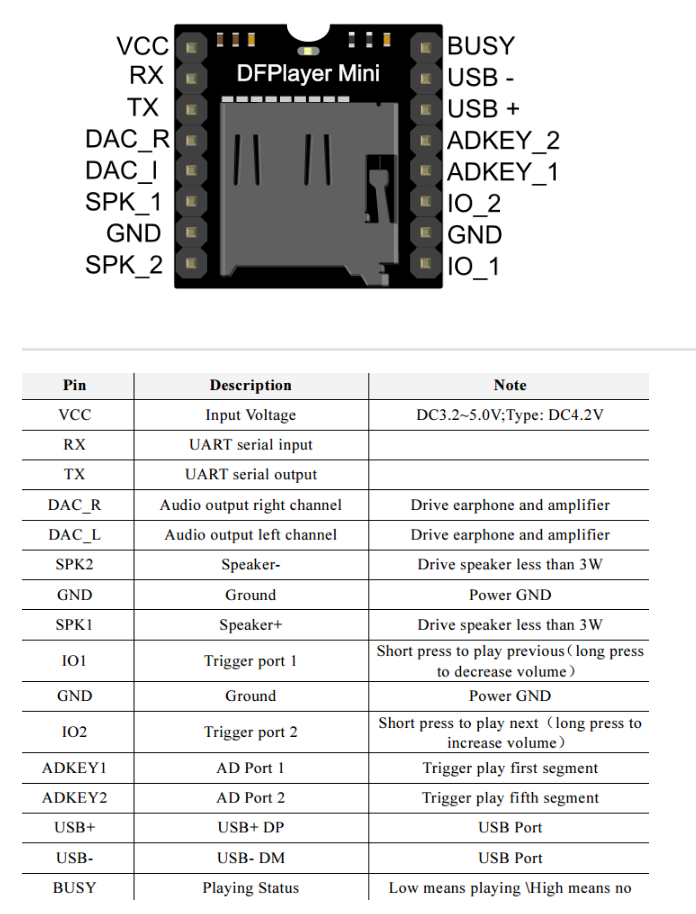 VCC
RX
TX
DAC_R
DAC_I
SPK_1
GND
SPK_2
DFPlayer Mini
BUSY
USB -
USB +
ADKEY_2
ADKEY_1
IO_2
GND
IO_1
Pin Description Note
VCC Input Voltage DC3.2~5.0V;Type: DC4.2V
RX UART serial input
TX UART serial output
DAC_R Audio output right channel Drive earphone and amplifier
DAC_L Audio output left channel Drive earphone and amplifier
SPK2 Speaker- Drive speaker less than 3W
GND Ground Power GND
SPK1 Speaker+ Drive speaker less than 3W
IO1 Trigger port 1 Short press to play previous（long press
to decrease volume）
GND Ground Power GND
IO2 Trigger port 2 Short press to play next（long press to
increase volume）
ADKEY1 AD Port 1 Trigger play first segment
ADKEY2 AD Port 2 Trigger play fifth segment
USB+ USB+ DP USB Port
USB- USB- DM USB Port
BUSY Playing Status Low means playing \High means no